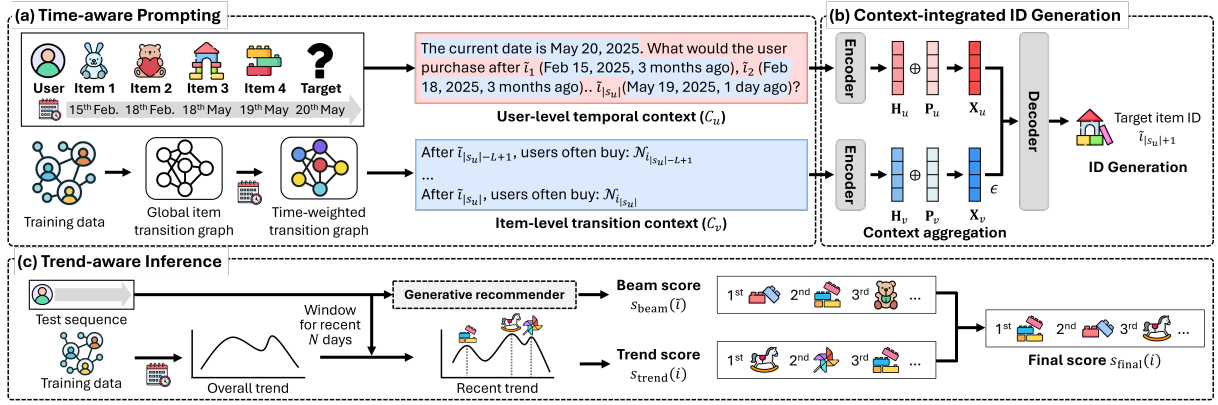 (a) Time-aware Prompting
User Item 1 Item 2 Item 3 Item 4 Target
?
15th Feb. 18th Feb. 18th May 19th May 20th May
The current date is May 20, 2025. What would the user
purchase after ĩ₁ (Feb 15, 2025, 3 months ago), ĩ₂ (Feb
18, 2025, 3 months ago).. ĩ|sᵤ|(May 19, 2025, 1 day ago)?
User-level temporal context (Cᵤ)
Training data
Global item
transition graph
Time-weighted
transition graph
After ĩ|sᵤ|−L+1, users often buy: 𝒩i|sᵤ|−L+1
...
After ĩ|sᵤ|, users often buy: 𝒩i|sᵤ|
Item-level transition context (Cᵥ)
(b) Context-integrated ID Generation
Encoder
Hᵤ ⊕ Pᵤ Xᵤ
Encoder
Hᵥ ⊕ Pᵥ Xᵥ
ϵ
Context aggregation
Decoder
Target item ID
ĩ|sᵤ|+1
ID Generation
(c) Trend-aware Inference
Test sequence
Training data
Overall trend
Window
for recent
N days
Generative recommender
Recent trend
Beam score
s_beam(ĩ)
1st 2nd 3rd ...
Trend score
s_trend(i)
1st 2nd 3rd ...
1st 2nd 3rd ...
Final score s_final(i)